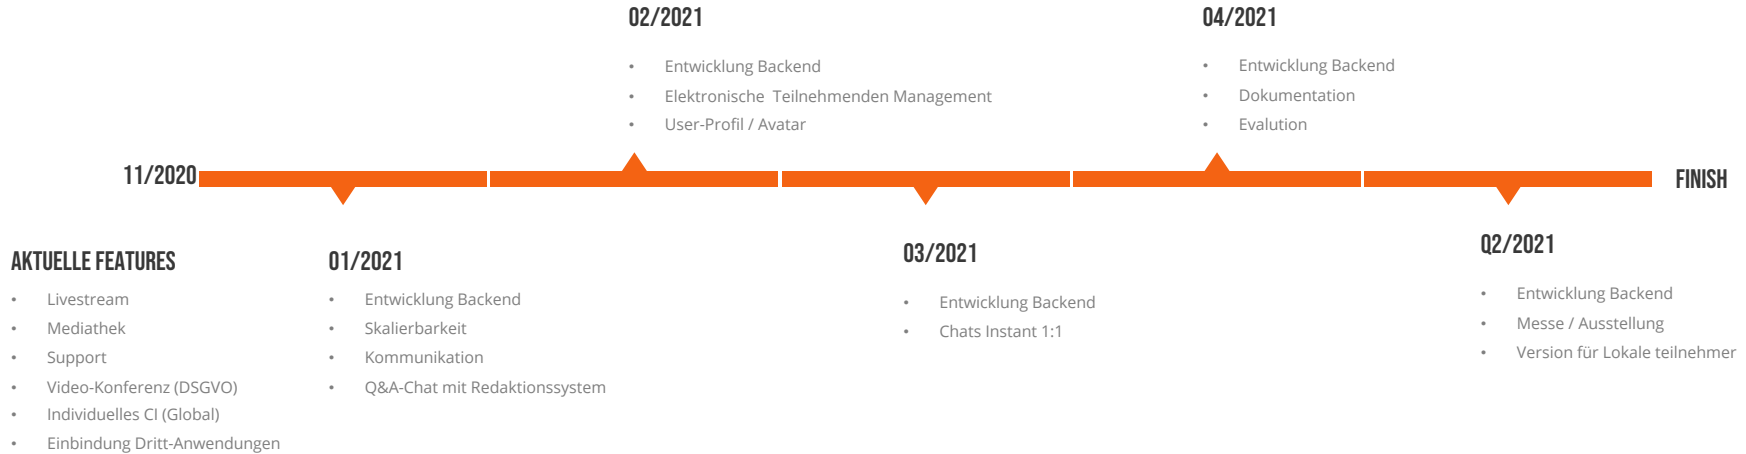 02/2021
• Entwicklung Backend
• Elektronische Teilnehmenden Management
• User-Profil / Avatar
04/2021
• Entwicklung Backend
• Dokumentation
• Evalution
11/2020
FINISH
AKTUELLE FEATURES
• Livestream
• Mediathek
• Support
• Video-Konferenz (DSGVO)
• Individuelles CI (Global)
• Einbindung Dritt-Anwendungen
01/2021
• Entwicklung Backend
• Skalierbarkeit
• Kommunikation
• Q&A-Chat mit Redaktionssystem
03/2021
• Entwicklung Backend
• Chats Instant 1:1
Q2/2021
• Entwicklung Backend
• Messe / Ausstellung
• Version für Lokale teilnehmer